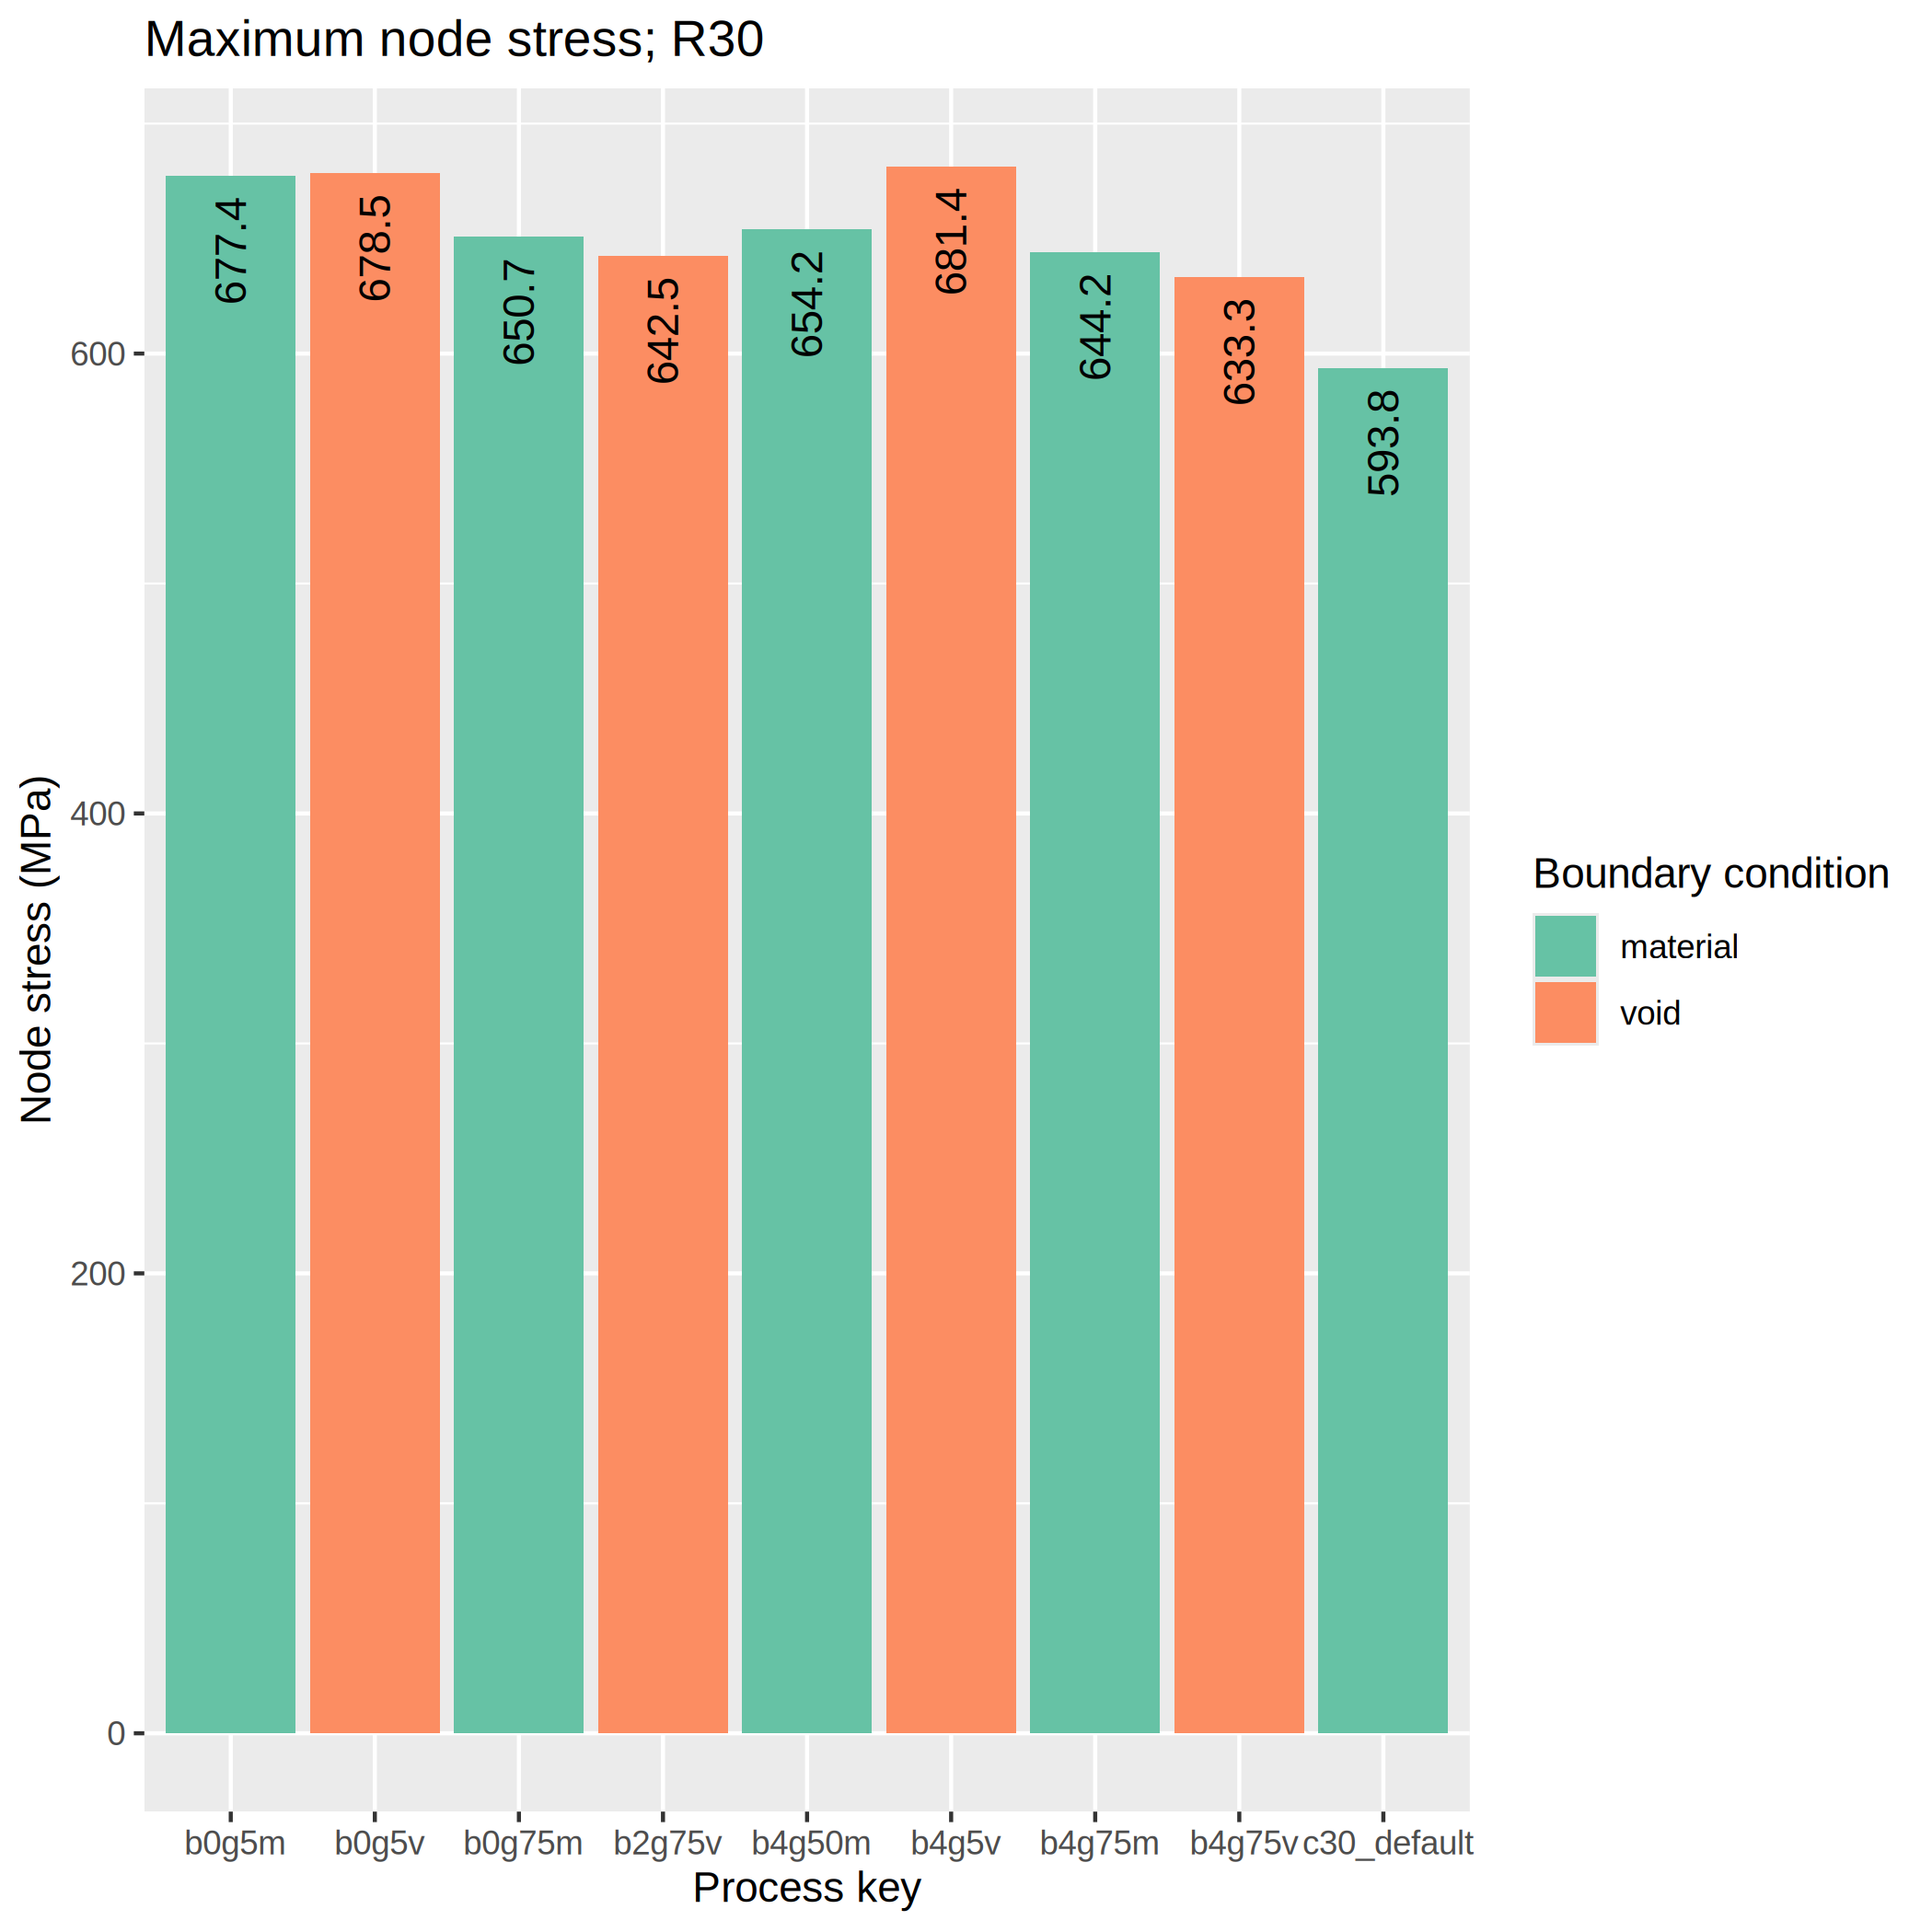 Maximum node stress; R30
Node stress (MPa)
600
400
200
0
677.4
678.5
650.7
642.5
654.2
681.4
644.2
633.3
593.8
b0g5m
b0g5v
b0g75m
b2g75v
b4g50m
b4g5v
b4g75m
b4g75v
c30_default
Process key
Boundary condition
material
void